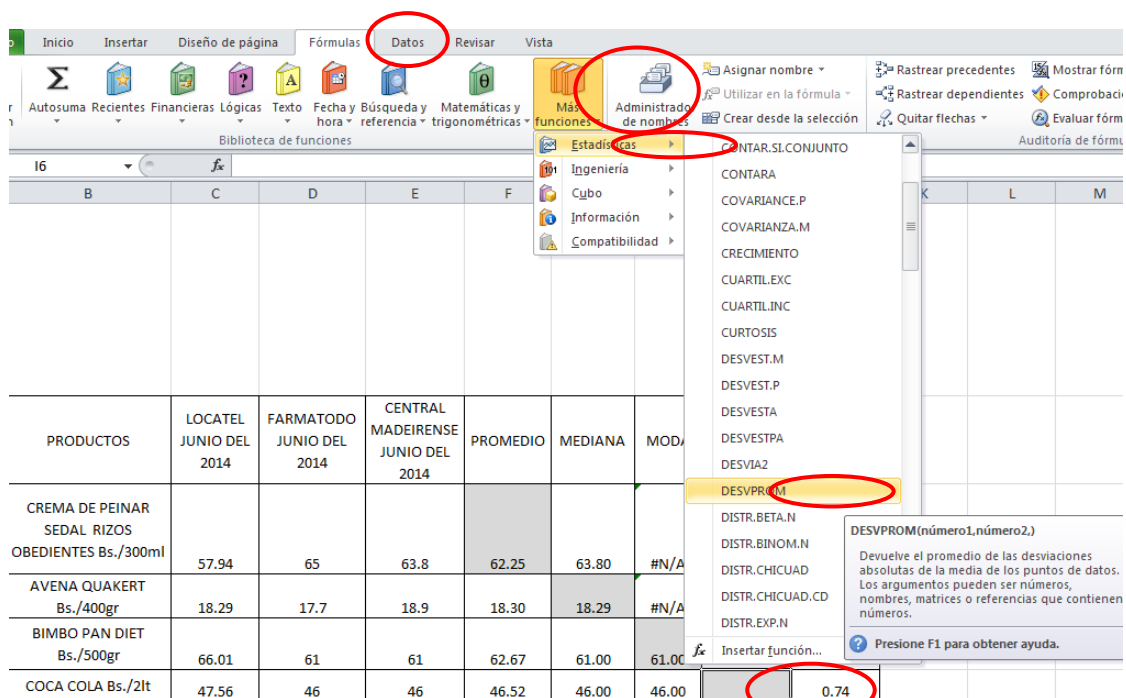 Inicio Insertar Diseño de página Fórmulas Datos Revisar Vista
Autosuma Recientes Financieras Lógicas Texto Fecha y hora Búsqueda y referencia Matemáticas y trigonométricas Más funciones
Biblioteca de funciones
Administrado de nombres
Asignar nombre
Utilizar en la fórmula
Crear desde la selección
Rastrear precedentes
Rastrear dependientes
Quitar flechas
Mostrar fórm
Comprobació
Evaluar fórm
Auditoría de fórmu
I6 fx
B C D E F K L M
Estadísticas
Ingeniería
Cubo
Información
Compatibilidad
CONTAR.SI.CONJUNTO
CONTARA
COVARIANCE.P
COVARIANZA.M
CRECIMIENTO
CUARTIL.EXC
CUARTIL.INC
CURTOSIS
DESVEST.M
DESVEST.P
DESVESTA
DESVESTPA
DESVIA2
DESVPROM
DISTR.BETA.N
DISTR.BINOM.N
DISTR.CHICUAD
DISTR.CHICUAD.CD
DISTR.EXP.N
fx Insertar función...
DESVPROM(número1,número2,)
Devuelve el promedio de las desviaciones
absolutas de la media de los puntos de datos.
Los argumentos pueden ser números,
nombres, matrices o referencias que contienen
números.
Presione F1 para obtener ayuda.
PRODUCTOS
LOCATEL
JUNIO DEL
2014
FARMATODO
JUNIO DEL
2014
CENTRAL
MADEIRENSE
JUNIO DEL
2014
PROMEDIO MEDIANA MODA
CREMA DE PEINAR
SEDAL RIZOS
OBEDIENTES Bs./300ml
57.94 65 63.8 62.25 63.80 #N/A
AVENA QUAKERT
Bs./400gr
18.29 17.7 18.9 18.30 18.29 #N/A
BIMBO PAN DIET
Bs./500gr
66.01 61 61 62.67 61.00 61.00
COCA COLA Bs./2lt
47.56 46 46 46.52 46.00 46.00 0.74